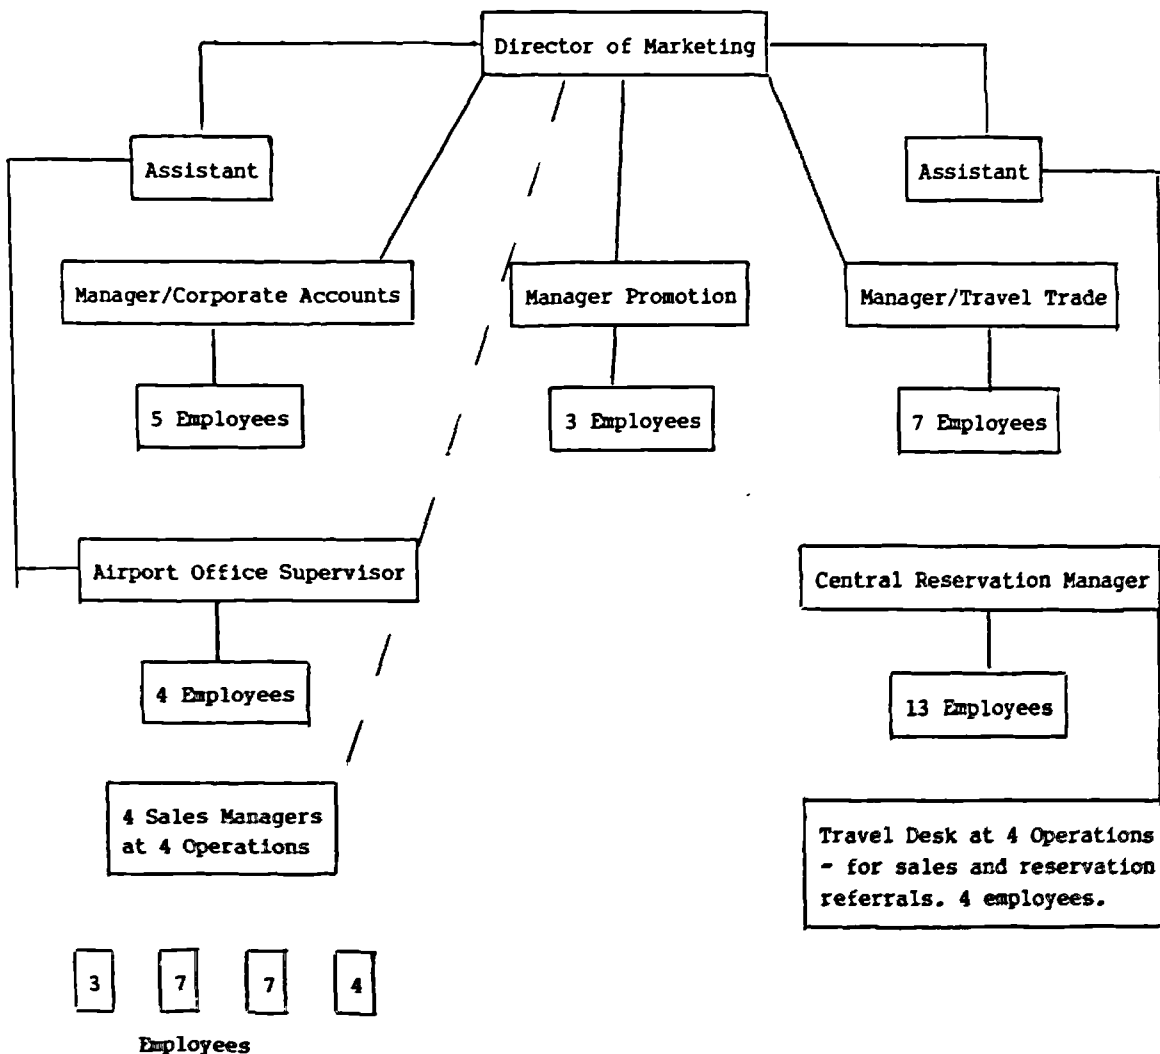 Director of Marketing
Assistant
Assistant
Manager/Corporate Accounts
Manager Promotion
Manager/Travel Trade
5 Employees
3 Employees
7 Employees
Airport Office Supervisor
Central Reservation Manager
4 Employees
13 Employees
4 Sales Managers
at 4 Operations
Travel Desk at 4 Operations
- for sales and reservation
referrals. 4 employees.
3
7
7
4
Employees